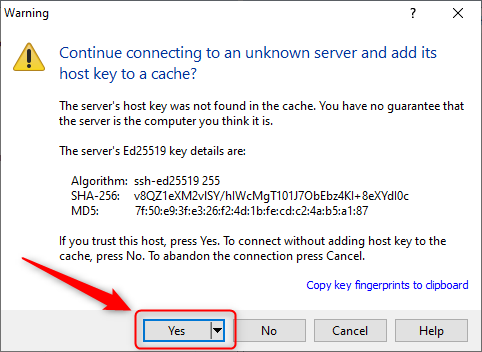 Warning
?
Continue connecting to an unknown server and add its
host key to a cache?
The server's host key was not found in the cache. You have no guarantee that
the server is the computer you think it is.
The server's Ed25519 key details are:
Algorithm: ssh-ed25519 255
SHA-256: v8QZ1eXM2vlSY/hIWcMgT101J7ObEbz4Kl+8eXYdI0c
MD5: 7f:50:e9:3f:e3:26:f2:4d:1b:fe:cd:c2:4a:b5:a1:87
If you trust this host, press Yes. To connect without adding host key to the
cache, press No. To abandon the connection press Cancel.
Copy key fingerprints to clipboard
Yes No Cancel Help